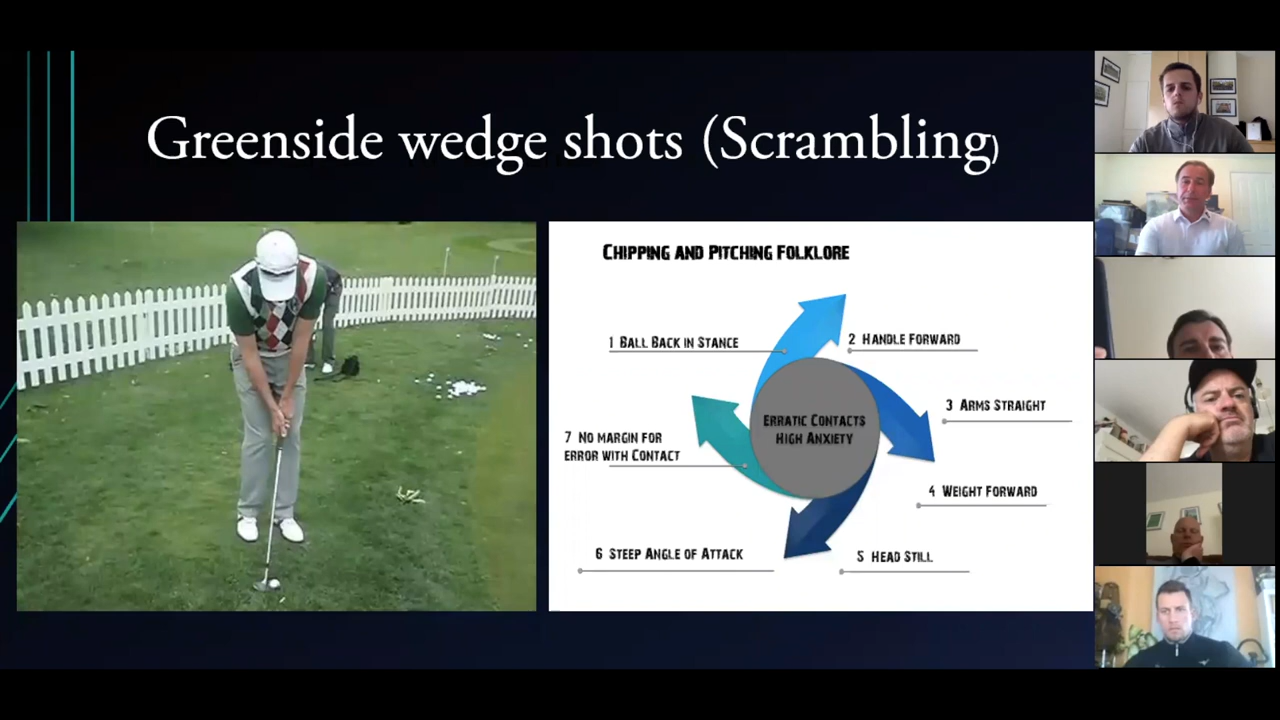 Greenside wedge shots (Scrambling)
CHIPPING AND PITCHING FOLKLORE
1 BALL BACK IN STANCE
2 HANDLE FORWARD
3 ARMS STRAIGHT
ERRATIC CONTACTS
HIGH ANXIETY
7 NO MARGIN FOR
ERROR WITH CONTACT
4 WEIGHT FORWARD
6 STEEP ANGLE OF ATTACK
5 HEAD STILL